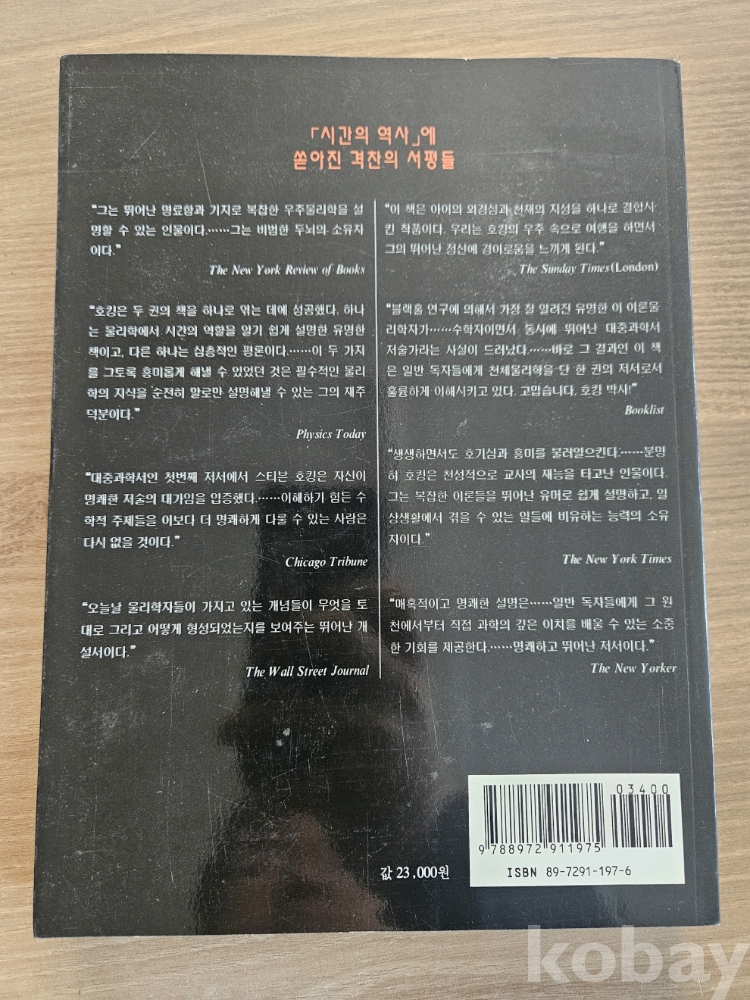 「시간의 역사」에
쏟아진 격찬의 서평들
“그는 뛰어난 명료함과 기지로 복잡한 우주물리학을 설
명할 수 있는 인물이다……그는 비범한 두뇌의 소유자
이다.”
The New York Review of Books
“호킹은 두 권의 책을 하나로 엮는 데에 성공했다. 하나
는 물리학에서 시간의 역할을 알기 쉽게 설명한 유명한
책이고, 다른 하나는 심층적인 평론이다……이 두 가지
를 그토록 흥미롭게 해낼 수 있었던 것은 필수적인 물리
학의 지식을 순전히 말로만 설명해낼 수 있는 그의 재주
덕분이다.”
Physics Today
“대중과학서인 첫번째 저서에서 스티븐 호킹은 자신이
명쾌한 저술의 대가임을 입증했다.……이해하기 힘든 수
학적 주제들을 이보다 더 명쾌하게 다룰 수 있는 사람은
다시 없을 것이다.”
Chicago Tribune
“오늘날 물리학자들이 가지고 있는 개념들이 무엇을 토
대로 그리고 어떻게 형성되었는지를 보여주는 뛰어난 개
설서이다.”
The Wall Street Journal
“이 책은 아이의 외경심과 천재의 지성을 하나로 결합시
킨 작품이다. 우리는 호킹의 우주 속으로 여행을 하면서
그의 뛰어난 정신에 경이로움을 느끼게 된다.”
The Sunday Times(London)
“블랙홀 연구에 의해서 가장 잘 알려진 유명한 이 이론물
리학자가……수학자이면서 동시에 뛰어난 대중과학서
저술가라는 사실이 드러났다.……바로 그 결과인 이 책
은 일반 독자들에게 천체물리학을 단 한 권의 저서로서
훌륭하게 이해시키고 있다. 고맙습니다, 호킹 박사!”
Booklist
“생생하면서도 호기심과 흥미를 불러일으킨다.……분명
히 호킹은 천성적으로 교사의 재능을 타고난 인물이다.
그는 복잡한 이론들을 뛰어난 유머로 쉽게 설명하고, 일
상생활에서 겪을 수 있는 일들에 비유하는 능력의 소유
자이다.”
The New York Times
“매혹적이고 명쾌한 설명은……일반 독자들에게 그 원
천에서부터 직접 과학의 깊은 이치를 배울 수 있는 소중
한 기회를 제공한다.……명쾌하고 뛰어난 저서이다.”
The New Yorker
03400
9 788972 911975
값 23,000원
ISBN 89-7291-197-6
kobay